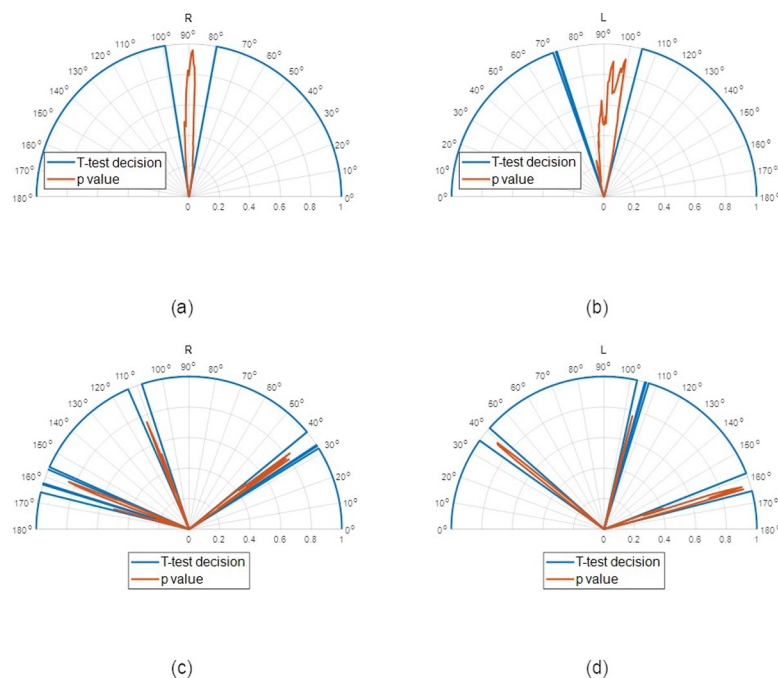 R
90°
100° 80°
110° 70°
120° 60°
130° 50°
140° 40°
150° 30°
160° 20°
170° 10°
180° 0°
T-test decision
p value
0 0.2 0.4 0.6 0.8 1
(a)
L
90°
80° 100°
70° 110°
60° 120°
50° 130°
40° 140°
30° 150°
20° 160°
10° 170°
0° 180°
T-test decision
p value
0 0.2 0.4 0.6 0.8 1
(b)
R
90°
100° 80°
110° 70°
120° 60°
130° 50°
140° 40°
150° 30°
160° 20°
170° 10°
180° 0°
0 0.2 0.4 0.6 0.8 1
T-test decision
p value
(c)
L
90°
80° 100°
70° 110°
60° 120°
50° 130°
40° 140°
30° 150°
20° 160°
10° 170°
0° 180°
0 0.2 0.4 0.6 0.8 1
T-test decision
p value
(d)